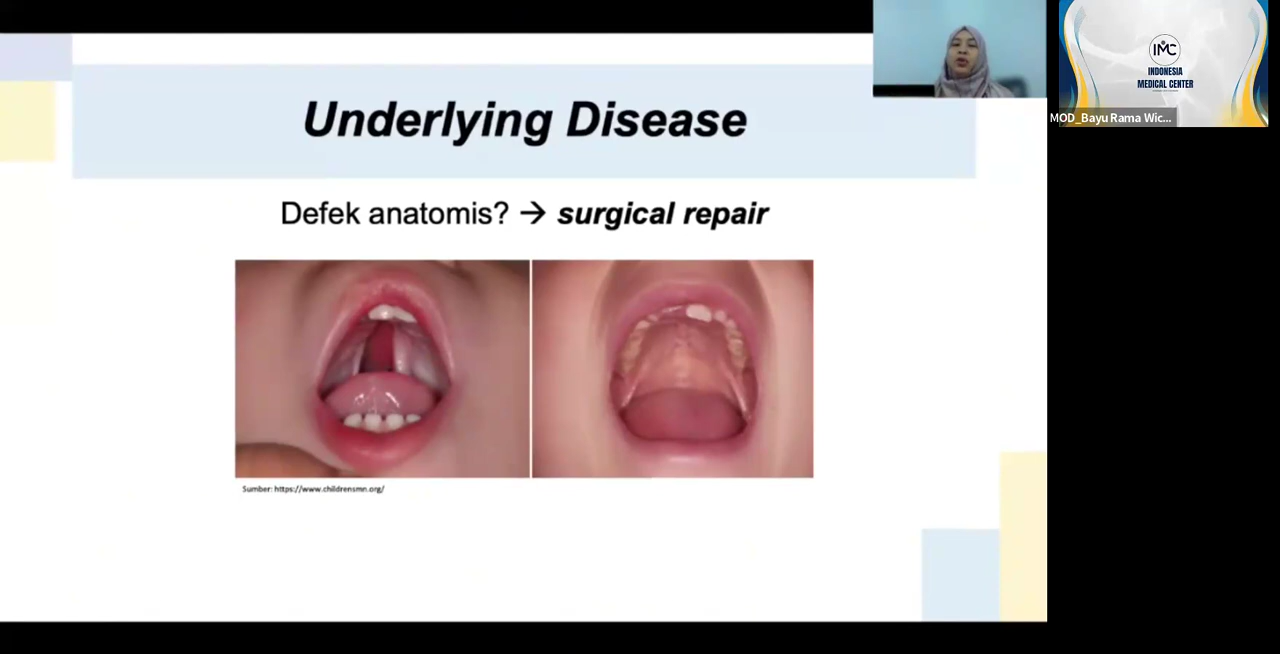 Underlying Disease
Defek anatomis? → surgical repair
Sumber: https://www.childrensmn.org/
IMC
INDONESIA
MEDICAL CENTER
MOD_Bayu Rama Wic...